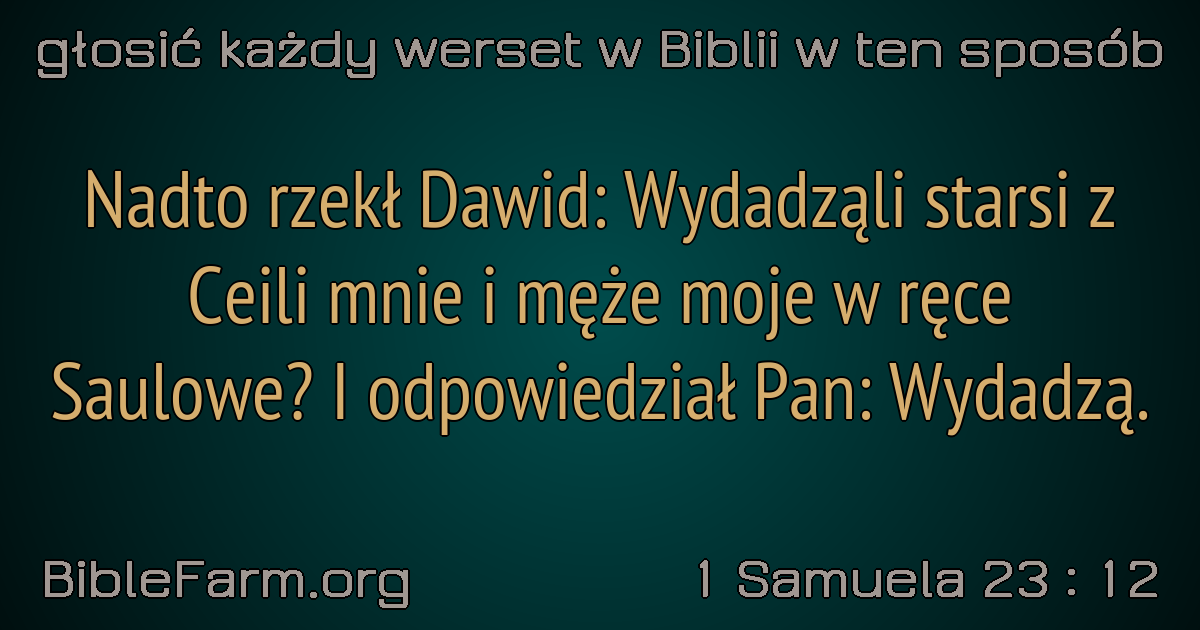 głosić każdy werset w Biblii w ten sposób
Nadto rzekł Dawid: Wydadząli starsi z
Ceili mnie i męże moje w ręce
Saulowe? I odpowiedział Pan: Wydadzą.
BibleFarm.org
1 Samuela 23 : 12